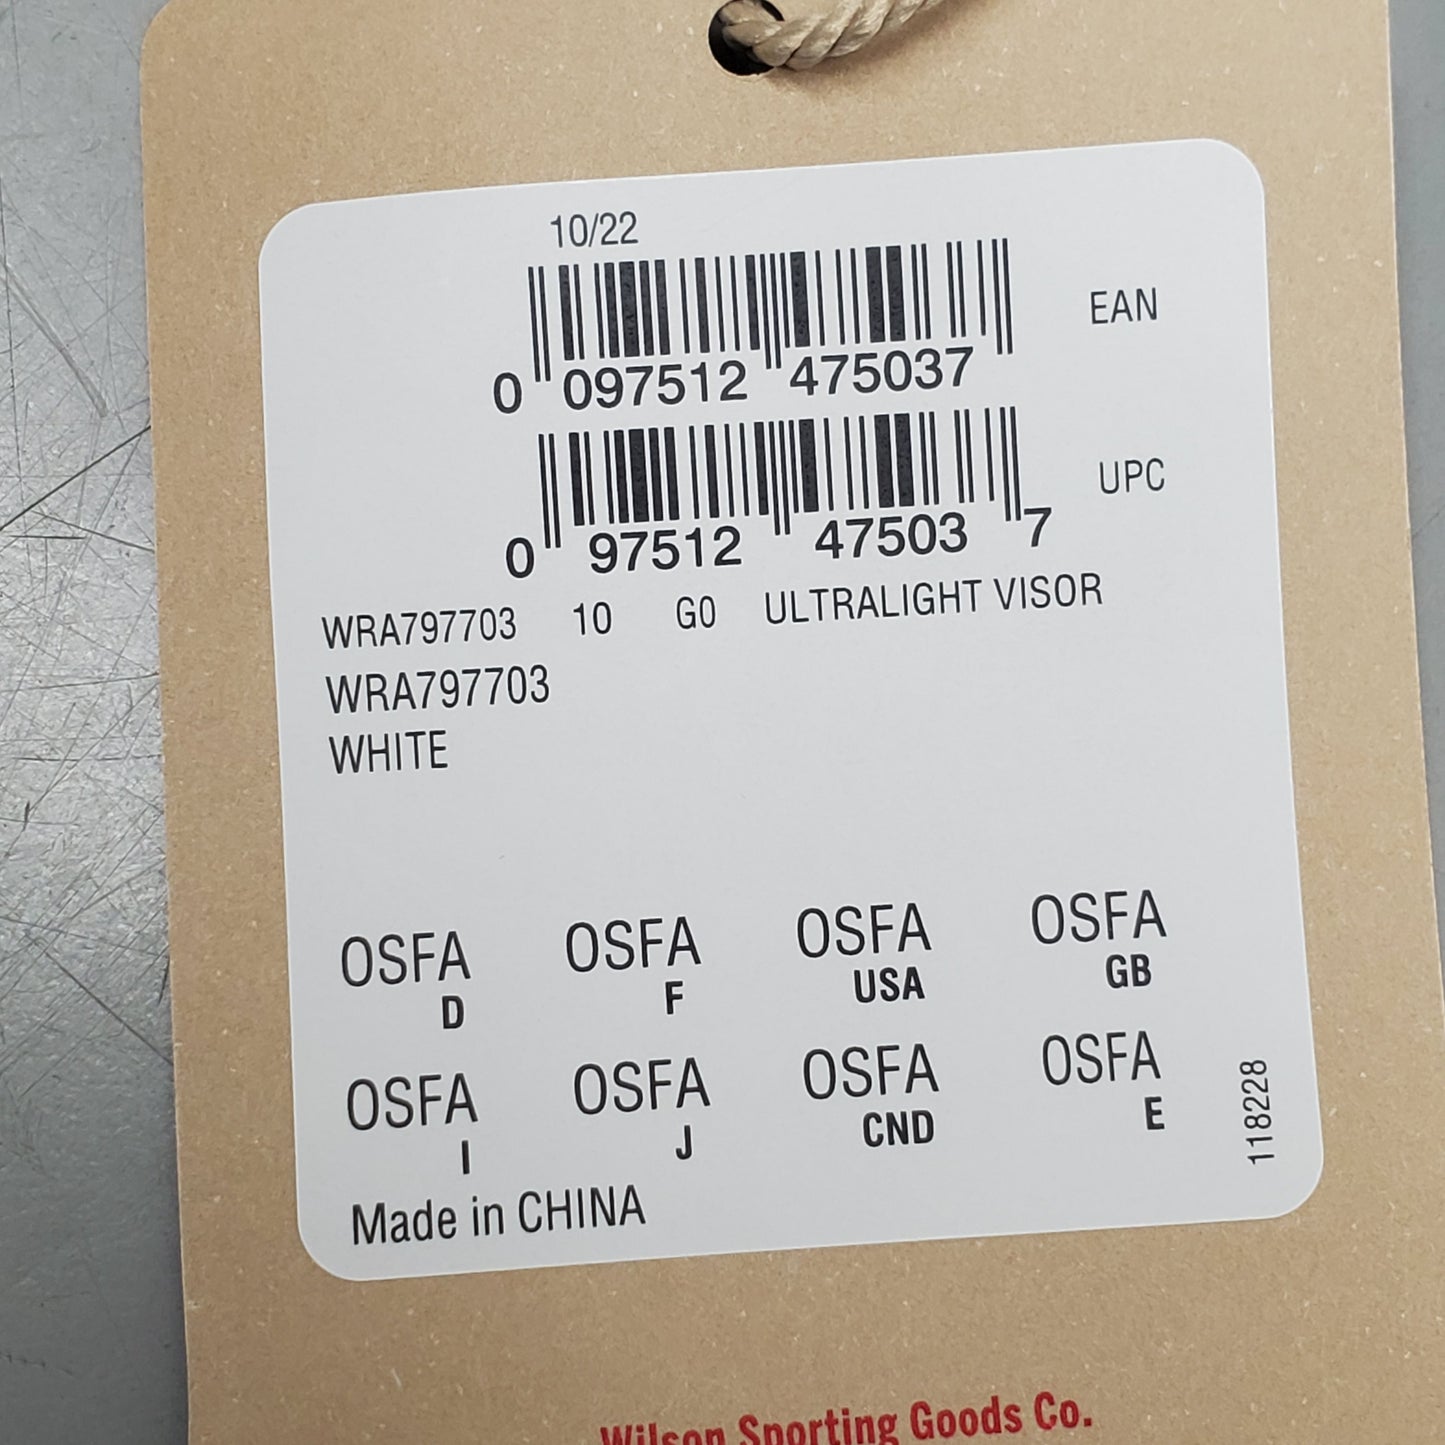 10/22
EAN
0 097512 475037
UPC
0 97512 47503 7
WRA797703 10 G0 ULTRALIGHT VISOR
WRA797703
WHITE
OSFA OSFA OSFA OSFA
D F USA GB
OSFA OSFA OSFA OSFA
I J CND E
118228
Made in CHINA
Wilson Sporting Goods Co.